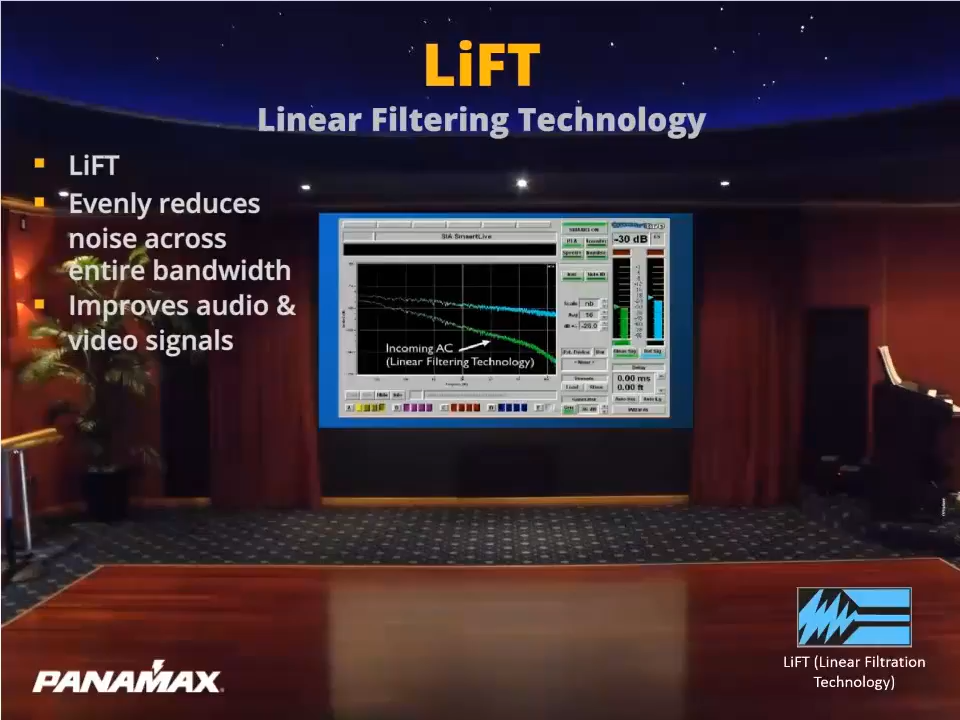 LiFT
Linear Filtering Technology
LiFT
Evenly reduces
noise across
entire bandwidth
Improves audio &
video signals
SIA SmaartLive
-30 dB
Incoming AC
(Linear Filtering Technology)
Delay
0.00 ms
0.00 ft
PANAMAX
LiFT (Linear Filtration
Technology)